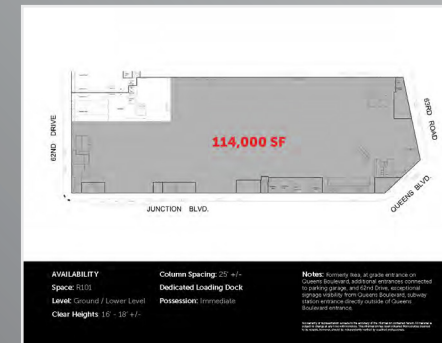 114,000 SF
62ND DRIVE
63RD ROAD
JUNCTION BLVD.
QUEENS BLVD.
AVAILABILITY
Space: R101
Level: Ground / Lower Level
Clear Heights: 16' - 18' +/-
Column Spacing: 25' +/-
Dedicated Loading Dock
Possession: Immediate
Notes: Formerly Ikea, at grade entrance on
Queens Boulevard, additional entrances connected
to parking garage, and 62nd Drive, exceptional
signage visibility from Queens Boulevard, subway
station entrance directly outside of Queens
Boulevard entrance.